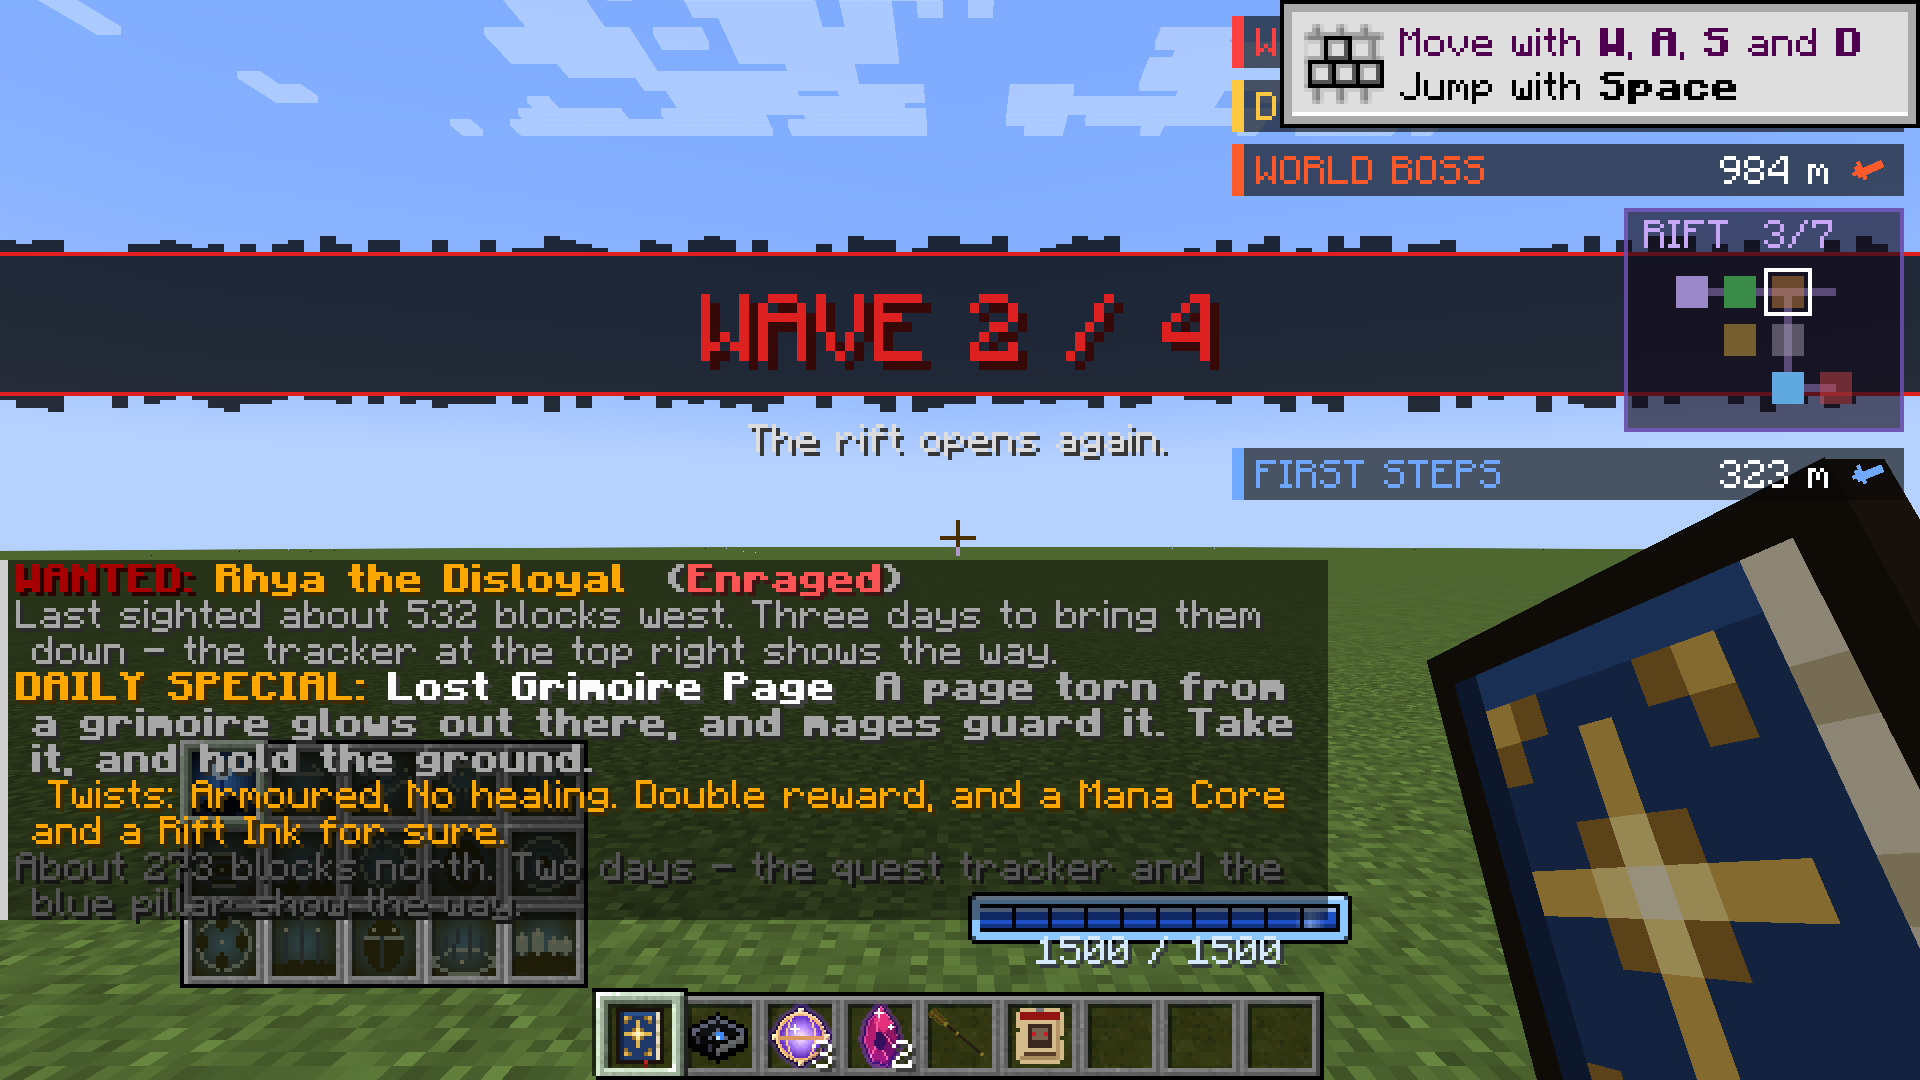 W
Move with W, A, S and D
Jump with Space
D
WORLD BOSS 984 m
RIFT 3/7
WAVE 2 / 4
The rift opens again.
FIRST STEPS 323 m
WANTED: Rhya the Disloyal (Enraged)
Last sighted about 532 blocks west. Three days to bring them
down - the tracker at the top right shows the way.
DAILY SPECIAL: Lost Grimoire Page A page torn from
a grimoire glows out there, and mages guard it. Take
it, and hold the ground.
Twists: Armoured, No healing. Double reward, and a Mana Core
and a Rift Ink for sure.
About 273 blocks north. Two days - the quest tracker and the
blue pillar show the way.
1500 / 1500
3
2